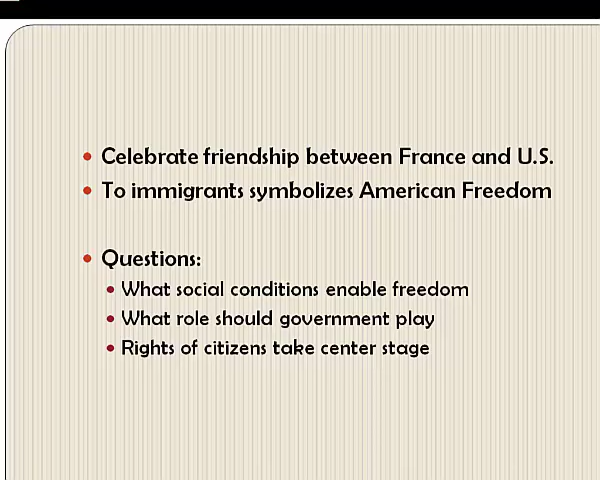 Celebrate friendship between France and U.S.
To immigrants symbolizes American Freedom
Questions:
What social conditions enable freedom
What role should government play
Rights of citizens take center stage